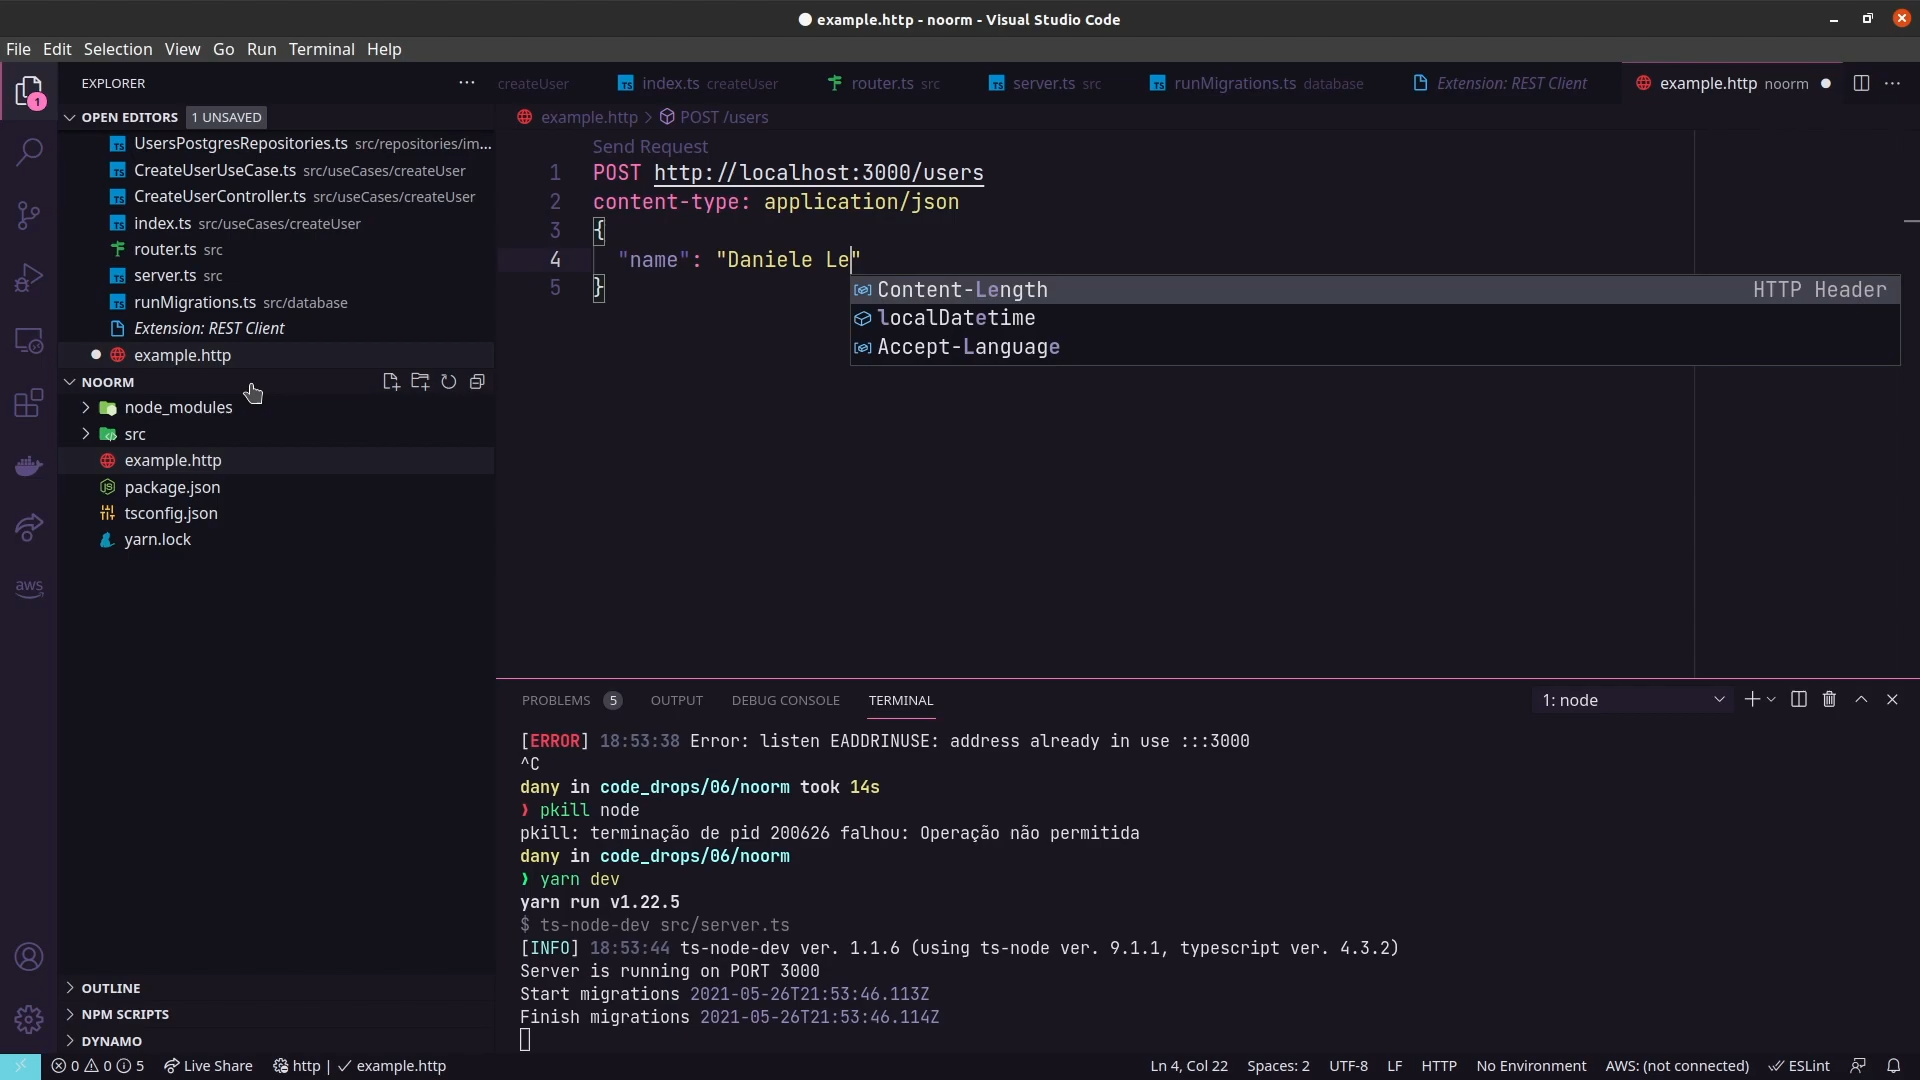 example.http - noorm - Visual Studio Code
File Edit Selection View Go Run Terminal Help
EXPLORER
createUser
index.ts createUser
router.ts src
server.ts src
runMigrations.ts database
Extension: REST Client
example.http noorm
1
OPEN EDITORS 1 UNSAVED
UsersPostgresRepositories.ts src/repositories/im...
CreateUserUseCase.ts src/useCases/createUser
CreateUserController.ts src/useCases/createUser
index.ts src/useCases/createUser
router.ts src
server.ts src
runMigrations.ts src/database
Extension: REST Client
example.http
NOORM
node_modules
src
example.http
package.json
tsconfig.json
yarn.lock
aws
OUTLINE
NPM SCRIPTS
DYNAMO
example.http > POST /users
Send Request
1 POST http://localhost:3000/users
2 content-type: application/json
3 {
4 "name": "Daniele Le"
5 }
Content-Length HTTP Header
localDatetime
Accept-Language
PROBLEMS 5 OUTPUT DEBUG CONSOLE TERMINAL 1: node
[ERROR] 18:53:38 Error: listen EADDRINUSE: address already in use :::3000
^C
dany in code_drops/06/noorm took 14s
❯ pkill node
pkill: terminação de pid 200626 falhou: Operação não permitida
dany in code_drops/06/noorm
❯ yarn dev
yarn run v1.22.5
$ ts-node-dev src/server.ts
[INFO] 18:53:44 ts-node-dev ver. 1.1.6 (using ts-node ver. 9.1.1, typescript ver. 4.3.2)
Server is running on PORT 3000
Start migrations 2021-05-26T21:53:46.113Z
Finish migrations 2021-05-26T21:53:46.114Z
0 0 5 Live Share http | ✓ example.http Ln 4, Col 22 Spaces: 2 UTF-8 LF HTTP No Environment AWS: (not connected) ESLint